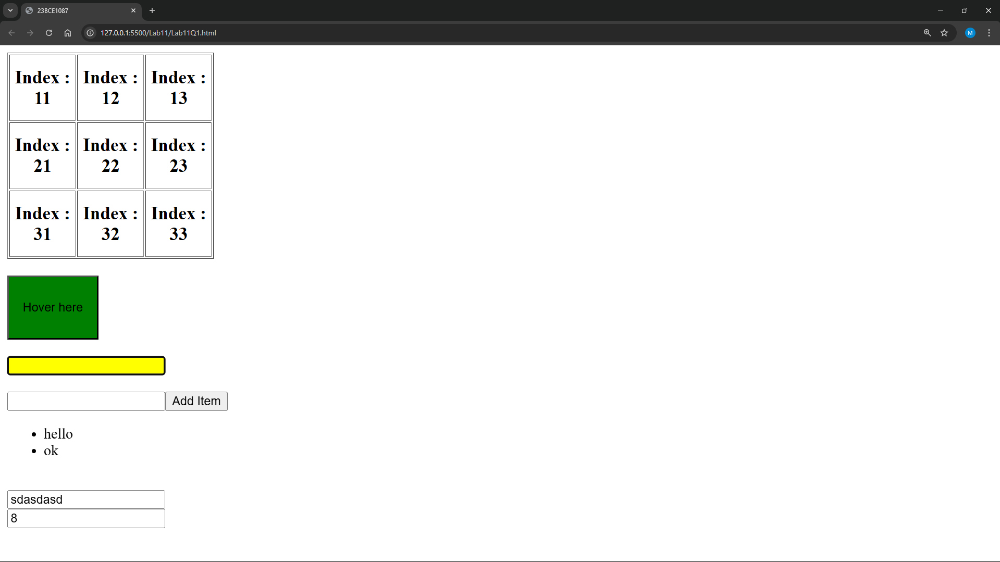 23BCE1087
127.0.0.1:5500/Lab11/Lab11Q1.html
M
Index : Index : Index :
11 12 13
Index : Index : Index :
21 22 23
Index : Index : Index :
31 32 33
Hover here
Add Item
hello
ok
sdasdasd
8